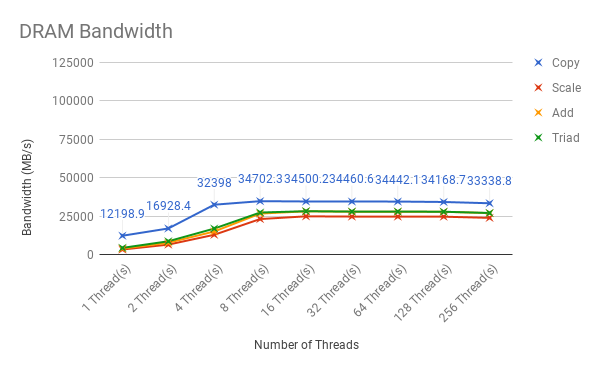 DRAM Bandwidth
Bandwidth (MB/s)
125000
100000
75000
50000
25000
0
12198.9
16928.4
32398
34702.3
34500.2
34460.6
34442.1
34168.7
33338.8
Copy
Scale
Add
Triad
1 Thread(s)
2 Thread(s)
4 Thread(s)
8 Thread(s)
16 Thread(s)
32 Thread(s)
64 Thread(s)
128 Thread(s)
256 Thread(s)
Number of Threads